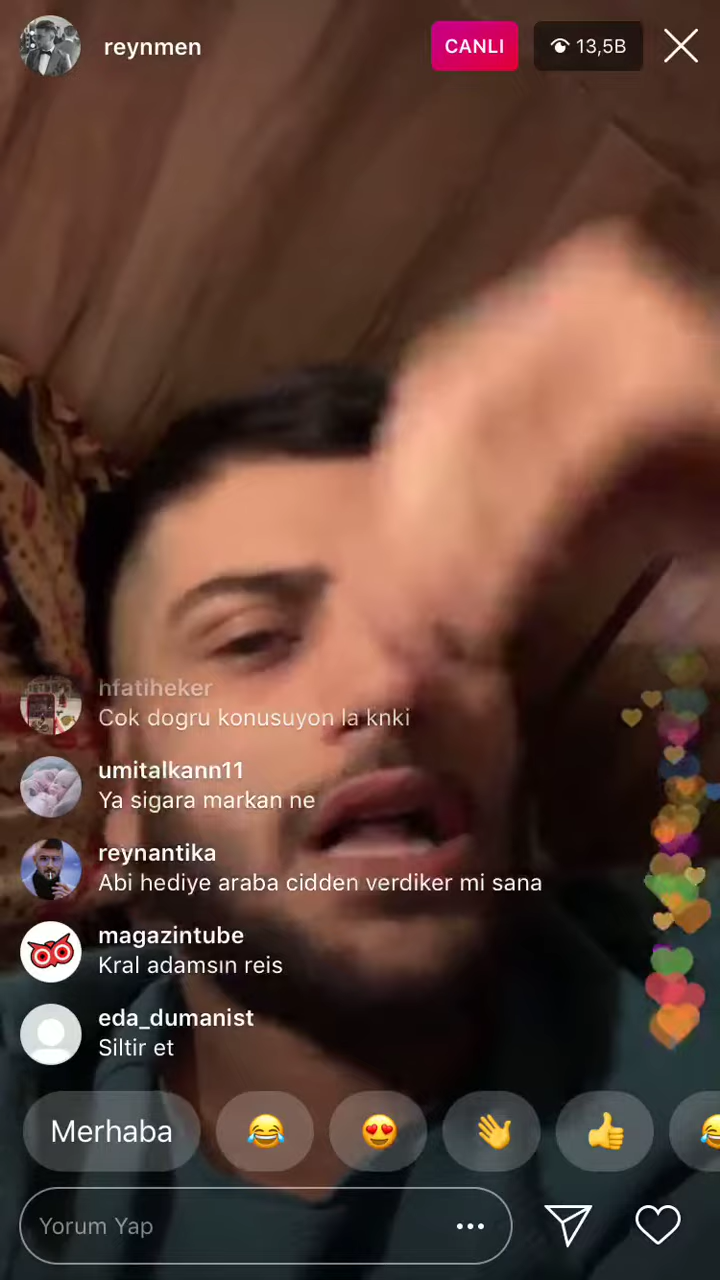 reynmen
CANLI
13,5B
hfatiheker
Cok dogru konusuyon la knki
umitalkann11
Ya sigara markan ne
reynantika
Abi hediye araba cidden verdiker mi sana
magazintube
Kral adamsın reis
eda_dumanist
Siltir et
Merhaba
Yorum Yap